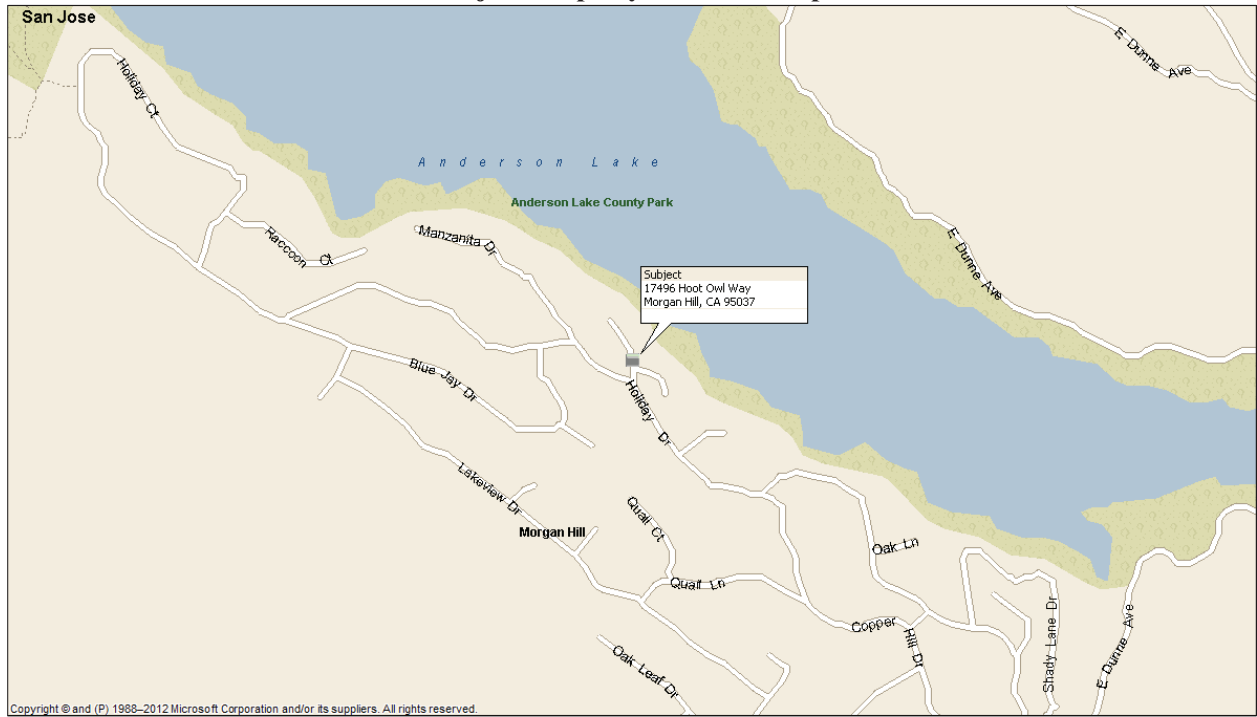 San Jose
Holiday Ct
E Dunne Ave
Anderson Lake
Anderson Lake County Park
Raccoon Ct
Manzanita Dr
E Dunne Ave
Subject
17496 Hoot Owl Way
Morgan Hill, CA 95037
Blue Jay Dr
Holiday Dr
Lakeview Dr
Quail Ct
Morgan Hill
Oak Ln
Quail Ln
Copper Hill Dr
Shady Lane Dr
E Dunne Ave
Oak Leaf Dr
Copyright © and (P) 1988–2012 Microsoft Corporation and/or its suppliers. All rights reserved.